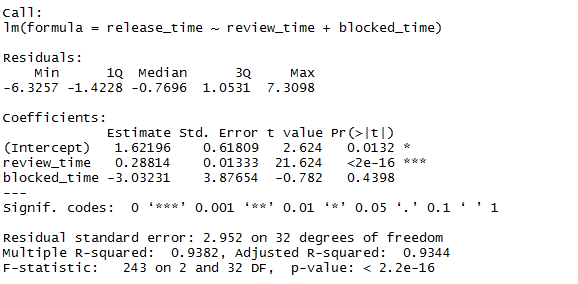 Call:
lm(formula = release_time ~ review_time + blocked_time)
Residuals:
Min 1Q Median 3Q Max
-6.3257 -1.4228 -0.7696 1.0531 7.3098
Coefficients:
Estimate Std. Error t value Pr(>|t|)
(Intercept) 1.62196 0.61809 2.624 0.0132 *
review_time 0.28814 0.01333 21.624 <2e-16 ***
blocked_time -3.03231 3.87654 -0.782 0.4398
---
Signif. codes: 0 ‘***’ 0.001 ‘**’ 0.01 ‘*’ 0.05 ‘.’ 0.1 ‘ ’ 1
Residual standard error: 2.952 on 32 degrees of freedom
Multiple R-squared: 0.9382, Adjusted R-squared: 0.9344
F-statistic: 243 on 2 and 32 DF, p-value: < 2.2e-16